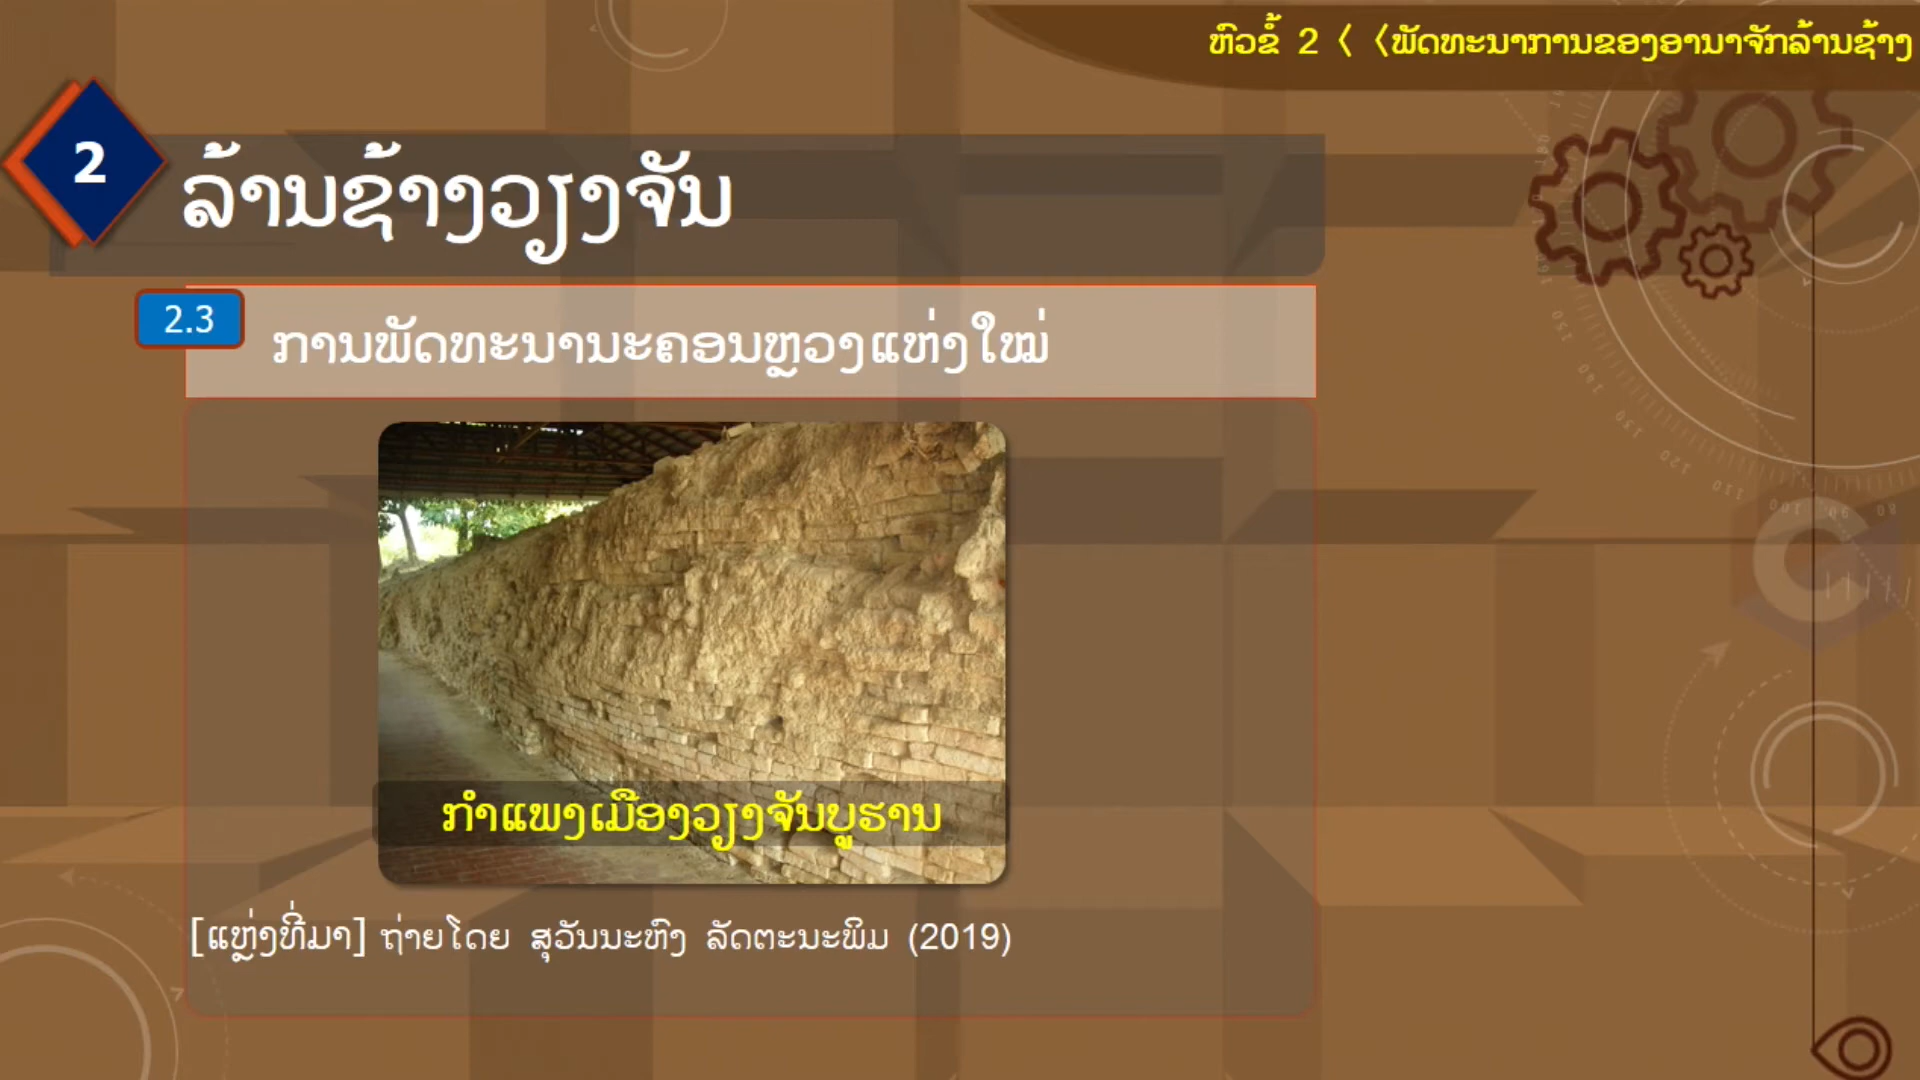 ຫົວຂໍ້ 2 〈〈ພັດທະນາການຂອງອານາຈັກລ້ານຊ້າງ
2
ລ້ານຊ້າງວຽງຈັນ
2.3
ການພັດທະນານະຄອນຫຼວງແຫ່ງໃໝ່
ກຳແພງເມືອງວຽງຈັນບູຮານ
[ແຫຼ່ງທີ່ມາ] ຖ່າຍໂດຍ ສຸວັນນະຫົງ ລັດຕະນະພິມ (2019)